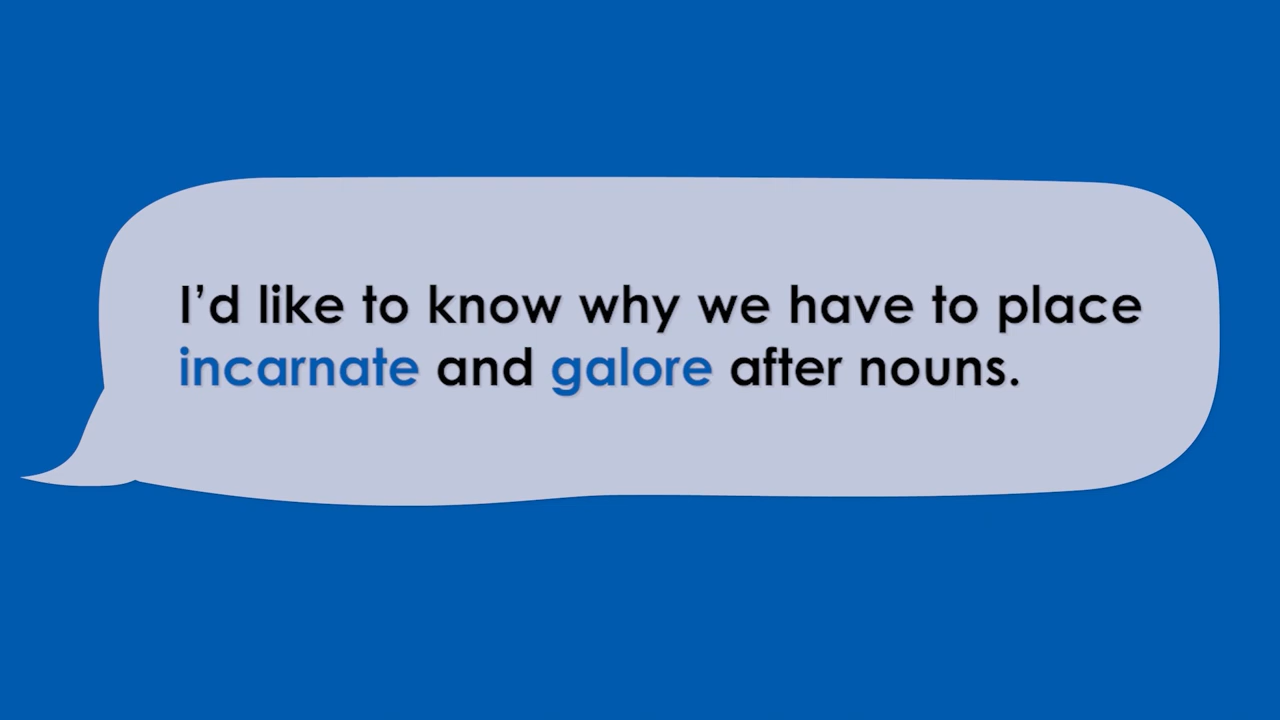 I’d like to know why we have to place
incarnate and galore after nouns.